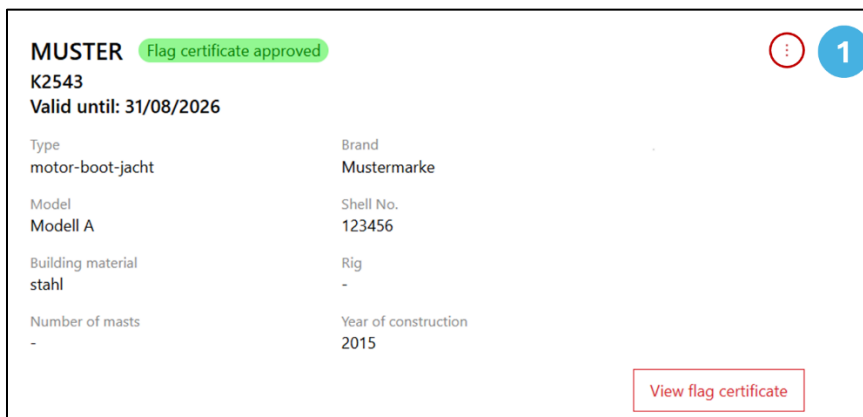 MUSTER Flag certificate approved
1
K2543
Valid until: 31/08/2026
Type Brand
motor-boot-jacht Mustermarke
Model Shell No.
Modell A 123456
Building material Rig
stahl -
Number of masts Year of construction
- 2015
View flag certificate